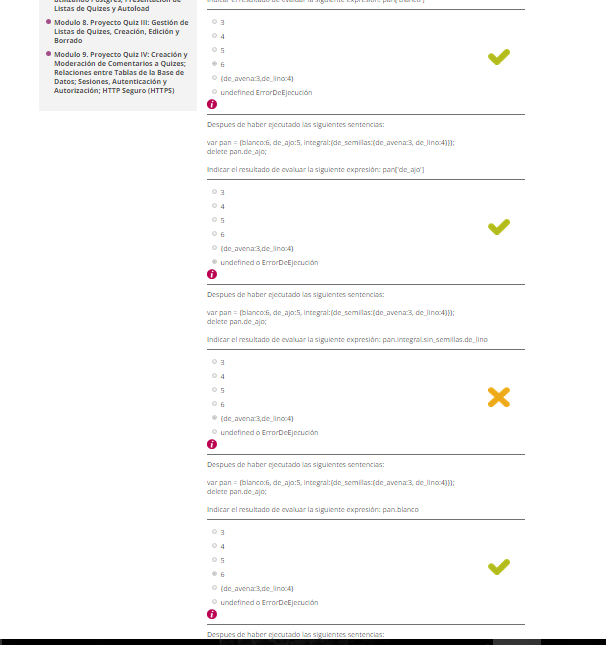 Listas de Quizes y Autoload
Modulo 8. Proyecto Quiz III: Gestión de
Listas de Quizes, Creación, Edición y
Borrado
Modulo 9. Proyecto Quiz IV: Creación y
Moderación de Comentarios a Quizes;
Relaciones entre Tablas de la Base de
Datos; Sesiones, Autenticación y
Autorización; HTTP Seguro (HTTPS)
3
4
5
6
{de_avena:3,de_lino:4}
undefined ErrorDeEjecución
i
Despues de haber ejecutado las siguientes sentencias:
var pan = {blanco:6, de_ajo:5, integral:{de_semillas:{de_avena:3, de_lino:4}}};
delete pan.de_ajo;
Indicar el resultado de evaluar la siguiente expresión: pan['de_ajo']
3
4
5
6
{de_avena:3,de_lino:4}
undefined o ErrorDeEjecución
i
Despues de haber ejecutado las siguientes sentencias:
var pan = {blanco:6, de_ajo:5, integral:{de_semillas:{de_avena:3, de_lino:4}}};
delete pan.de_ajo;
Indicar el resultado de evaluar la siguiente expresión: pan.integral.sin_semillas.de_lino
3
4
5
6
{de_avena:3,de_lino:4}
undefined o ErrorDeEjecución
i
Despues de haber ejecutado las siguientes sentencias:
var pan = {blanco:6, de_ajo:5, integral:{de_semillas:{de_avena:3, de_lino:4}}};
delete pan.de_ajo;
Indicar el resultado de evaluar la siguiente expresión: pan.blanco
3
4
5
6
{de_avena:3,de_lino:4}
undefined o ErrorDeEjecución
i
Despues de haber ejecutado las siguientes sentencias: